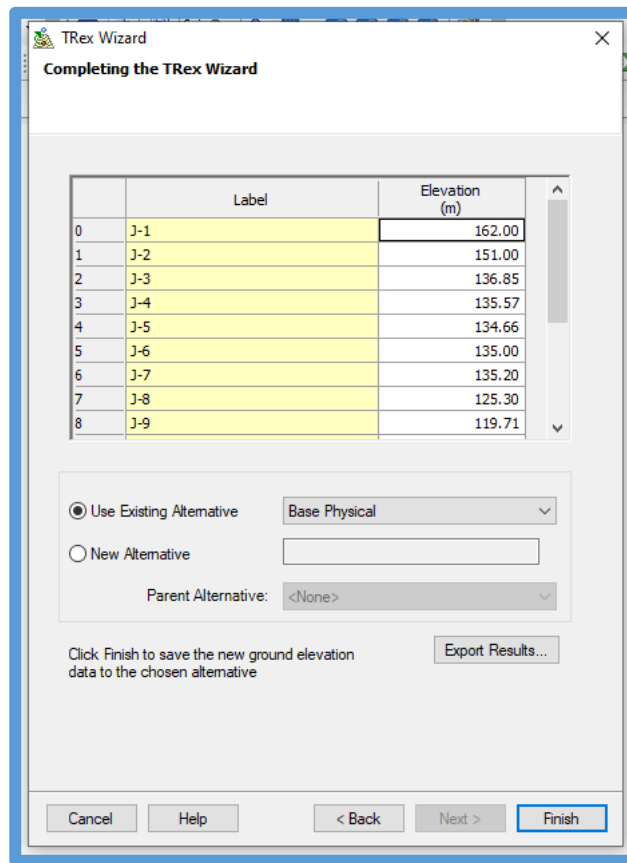 TRex Wizard
Completing the TRex Wizard
Label Elevation
(m)
0 J-1 162.00
1 J-2 151.00
2 J-3 136.85
3 J-4 135.57
4 J-5 134.66
5 J-6 135.00
6 J-7 135.20
7 J-8 125.30
8 J-9 119.71
Use Existing Alternative Base Physical
New Alternative
Parent Alternative: <None>
Click Finish to save the new ground elevation
data to the chosen alternative
Export Results...
Cancel Help < Back Next > Finish